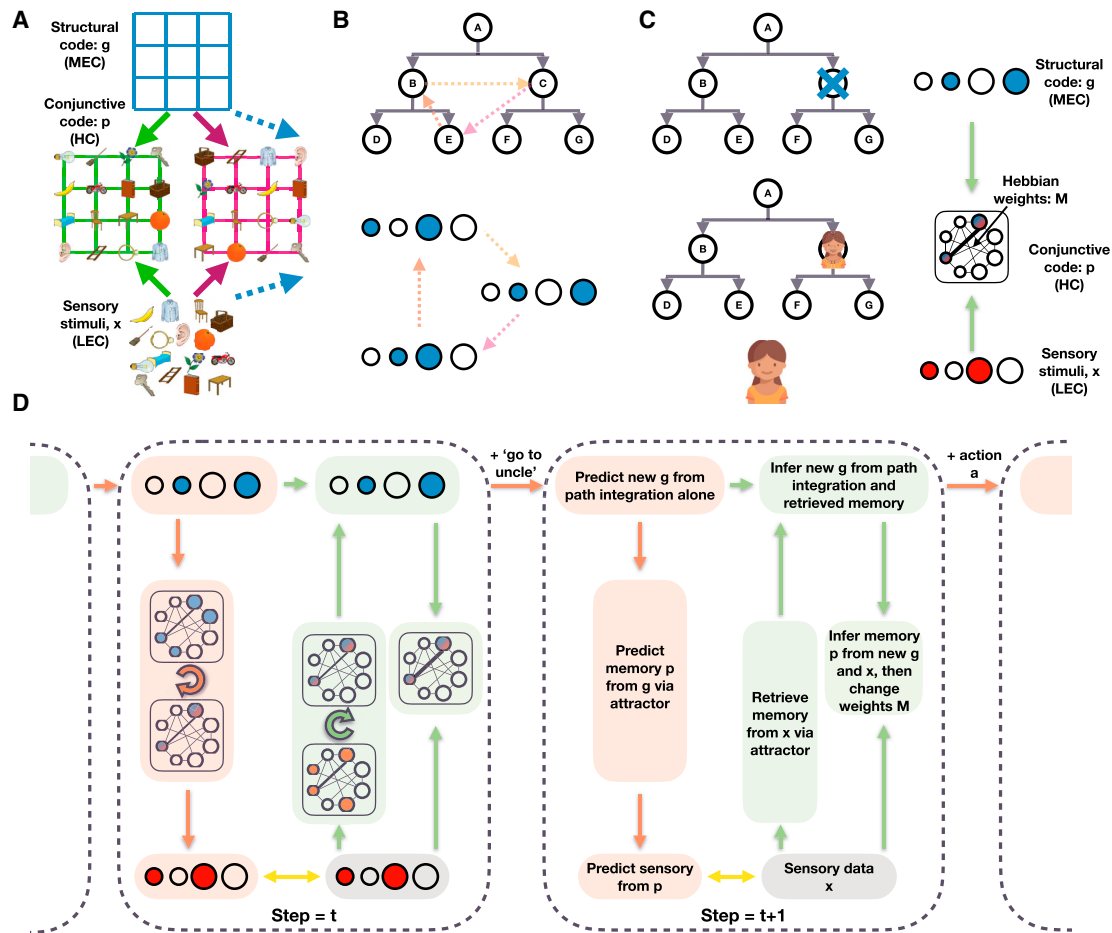 A
Structural
code: g
(MEC)
Conjunctive
code: p
(HC)
Sensory
stimuli, x
(LEC)
B
A
B
C
D
E
F
G
C
A
B
D
E
F
G
A
B
D
E
F
G
Structural
code: g
(MEC)
Hebbian
weights: M
Conjunctive
code: p
(HC)
Sensory
stimuli, x
(LEC)
D
+ ‘go to
uncle’
Predict new g from
path integration alone
Infer new g from path
integration and
retrieved memory
+ action
a
Predict
memory p
from g via
attractor
Retrieve
memory
from x via
attractor
Infer memory
p from new g
and x, then
change
weights M
Predict sensory
from p
Sensory data
x
Step = t
Step = t+1